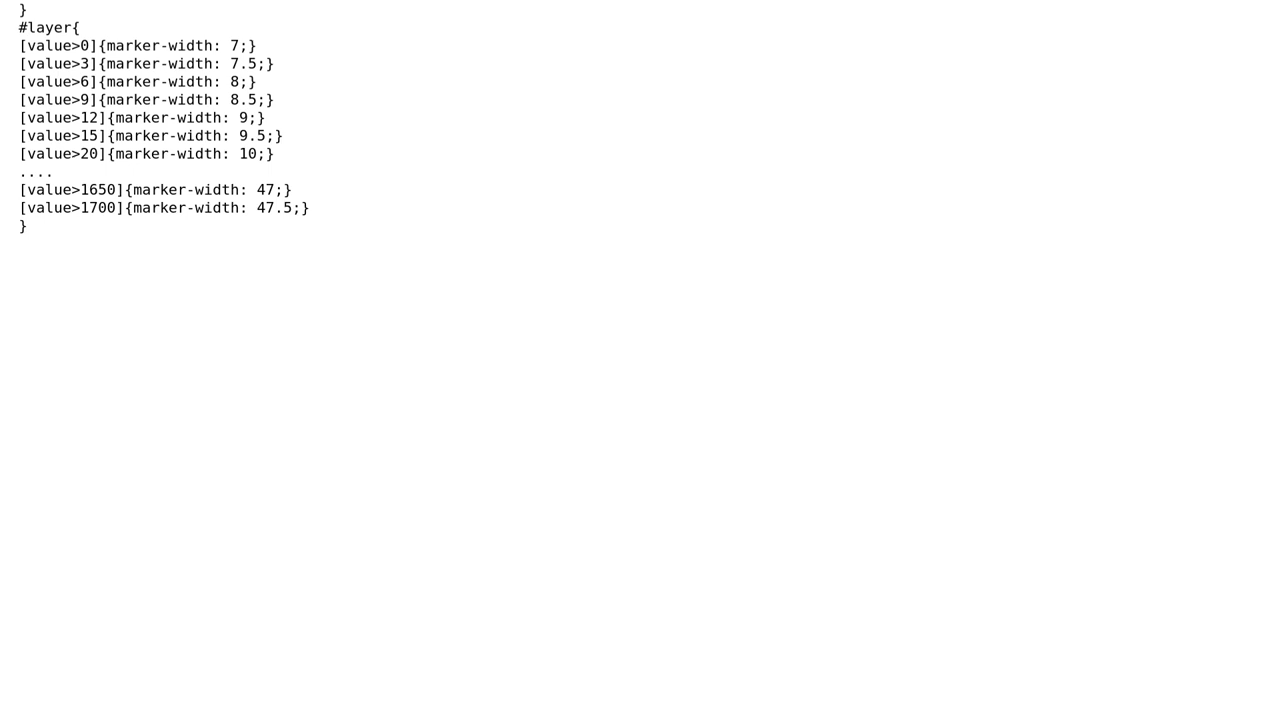 }
#layer{
[value>0]{marker-width: 7;}
[value>3]{marker-width: 7.5;}
[value>6]{marker-width: 8;}
[value>9]{marker-width: 8.5;}
[value>12]{marker-width: 9;}
[value>15]{marker-width: 9.5;}
[value>20]{marker-width: 10;}
....
[value>1650]{marker-width: 47;}
[value>1700]{marker-width: 47.5;}
}